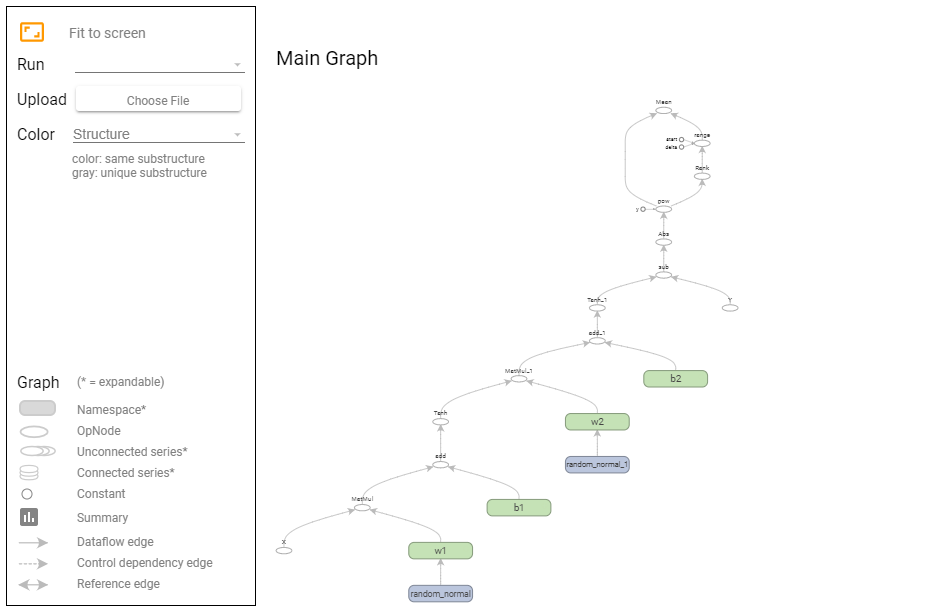 Fit to screen
Run
Upload
Choose File
Color
Structure
color: same substructure
gray: unique substructure
Graph
(* = expandable)
Namespace*
OpNode
Unconnected series*
Connected series*
Constant
Summary
Dataflow edge
Control dependency edge
Reference edge
Main Graph
Mean
start
range
delta
Rank
pow
y
Abs
sub
Tanh_1
Y
add_1
MatMul_1
b2
Tanh
w2
add
random_normal_1
MatMul
b1
X
w1
random_normal